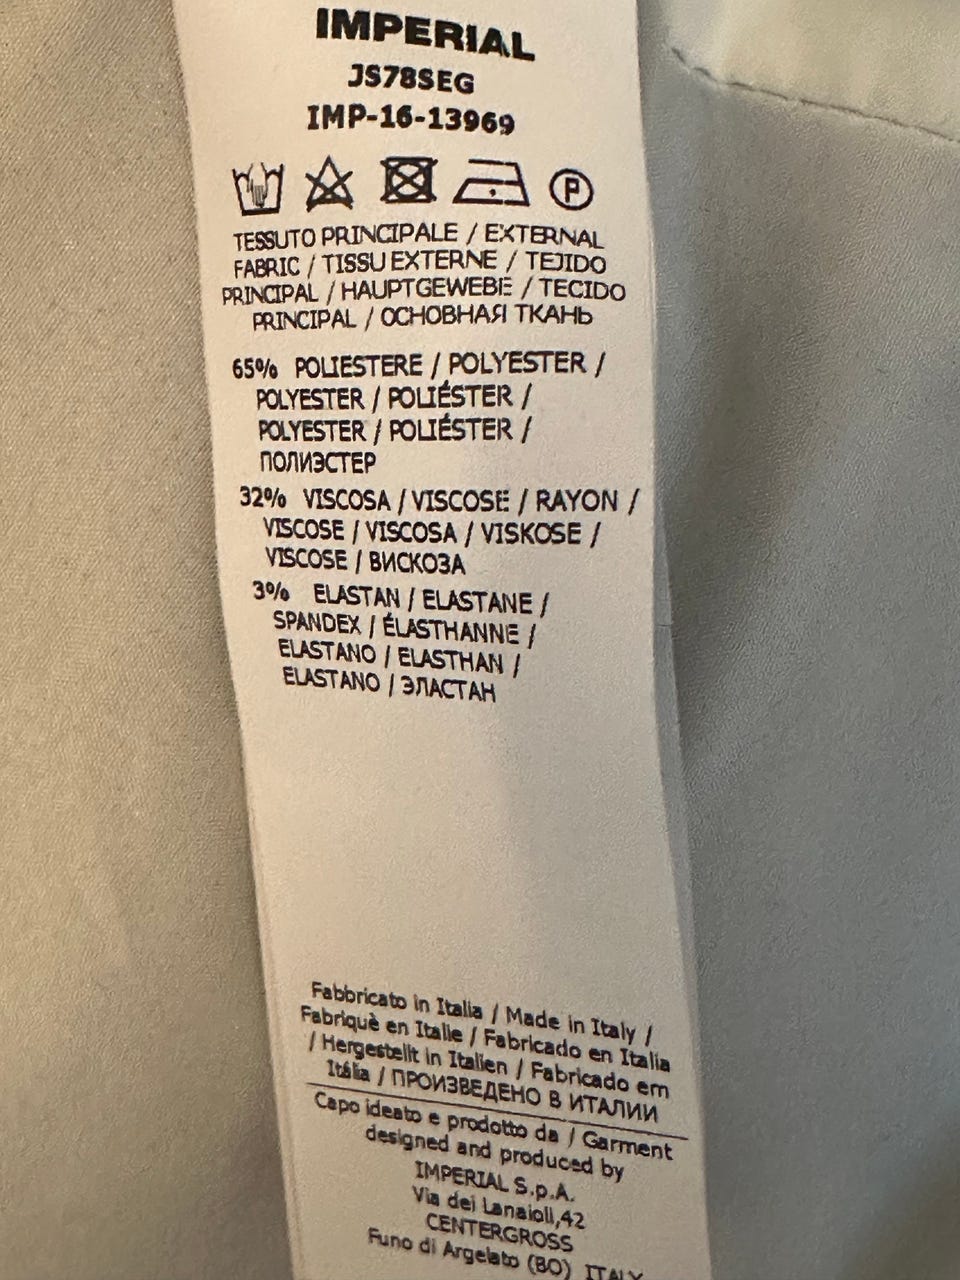 IMPERIAL
JS78SEG
IMP-16-13969
P
TESSUTO PRINCIPALE / EXTERNAL
FABRIC / TISSU EXTERNE / TEJIDO
PRINCIPAL / HAUPTGEWEBE / TECIDO
PRINCIPAL / ОСНОВНАЯ ТКАНЬ
65% POLIESTERE / POLYESTER /
POLYESTER / POLIÉSTER /
POLYESTER / POLIÉSTER /
ПОЛИЭСТЕР
32% VISCOSA / VISCOSE / RAYON /
VISCOSE / VISCOSA / VISKOSE /
VISCOSE / ВИСКОЗА
3% ELASTAN / ELASTANE /
SPANDEX / ÉLASTHANNE /
ELASTANO / ELASTHAN /
ELASTANO / ЭЛАСТАН
Fabbricato in Italia / Made in Italy /
Fabriquè en Italie / Fabricado en Italia
/ Hergestellt in Italien / Fabricado em
Itália / ПРОИЗВЕДЕНО В ИТАЛИИ
Capo ideato e prodotto da / Garment
designed and produced by
IMPERIAL S.p.A.
Via dei Lanaioli,42
CENTERGROSS
Funo di Argelato (BO) ITALY